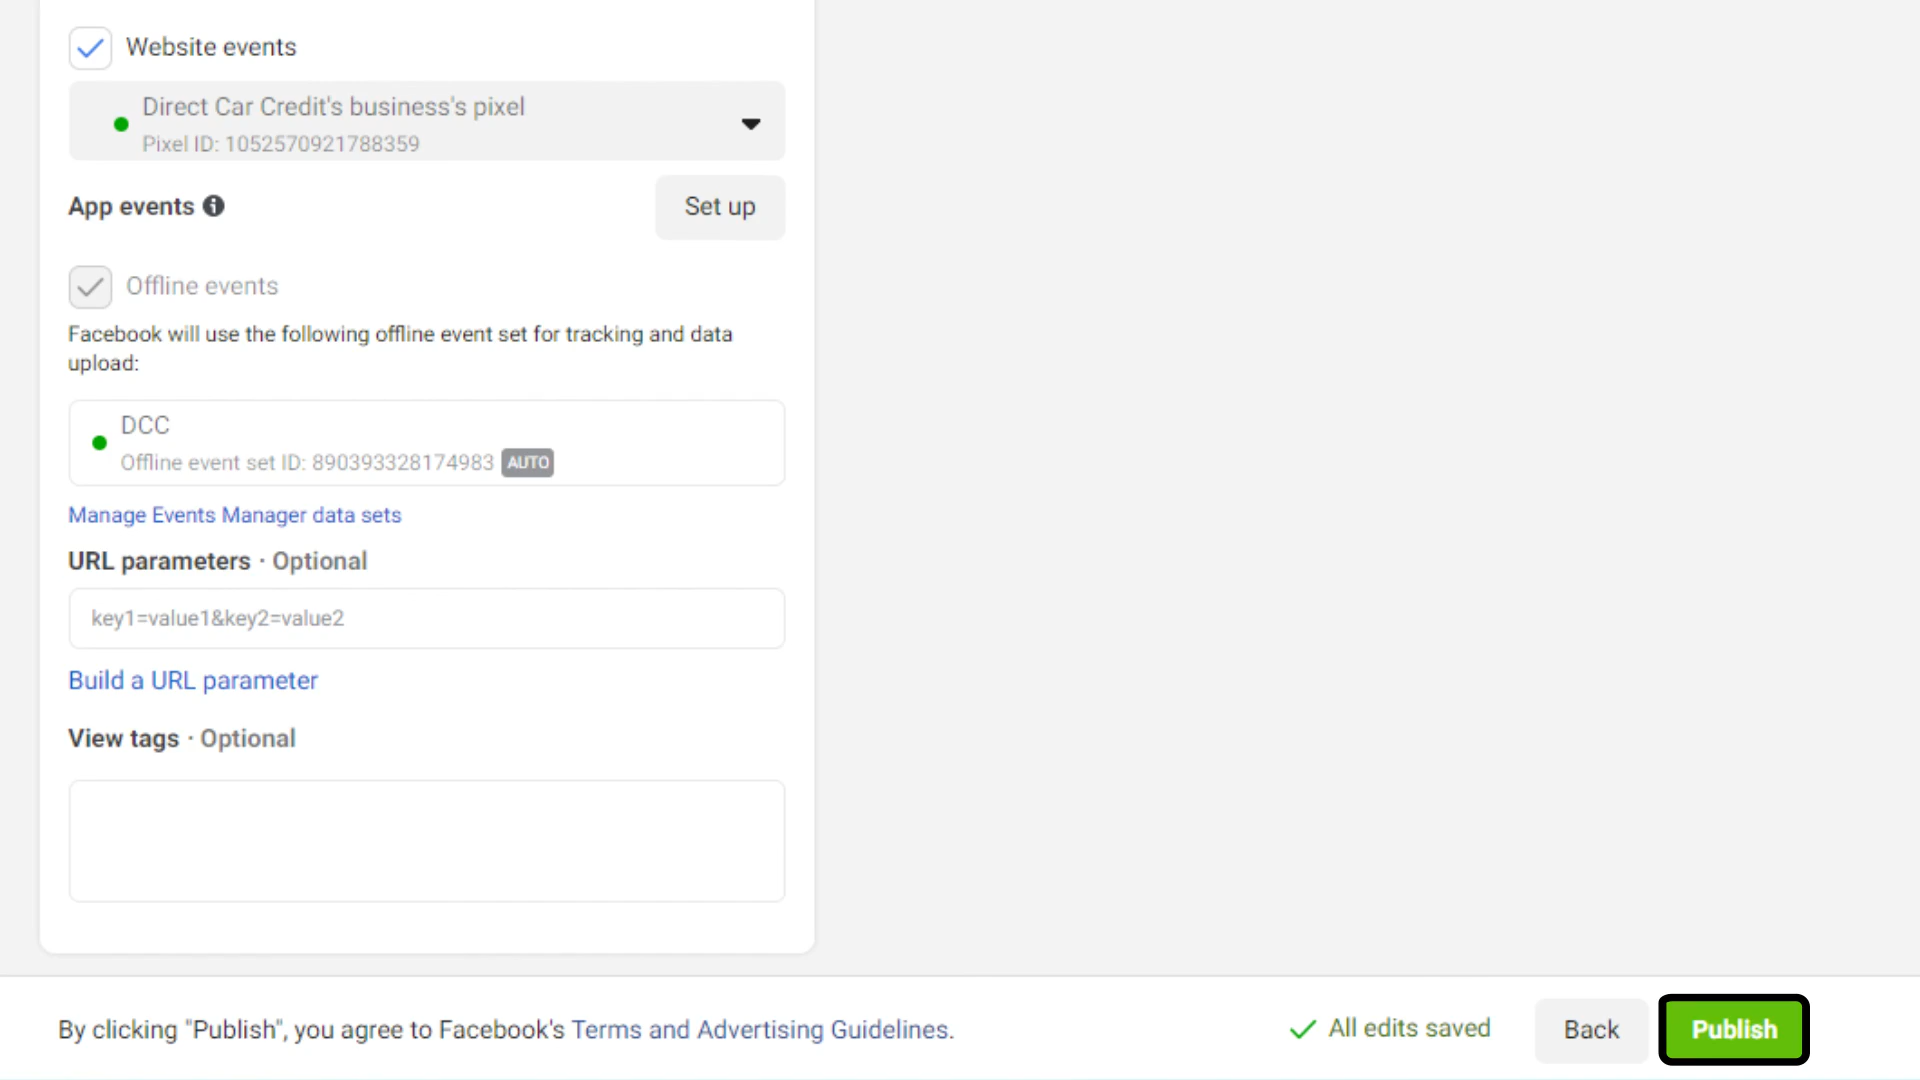 Website events
Direct Car Credit's business's pixel
Pixel ID: 1052570921788359
App events
Set up
Offline events
Facebook will use the following offline event set for tracking and data
upload:
DCC
Offline event set ID: 890393328174983 AUTO
Manage Events Manager data sets
URL parameters · Optional
key1=value1&key2=value2
Build a URL parameter
View tags · Optional
By clicking "Publish", you agree to Facebook's Terms and Advertising Guidelines.
All edits saved
Back
Publish